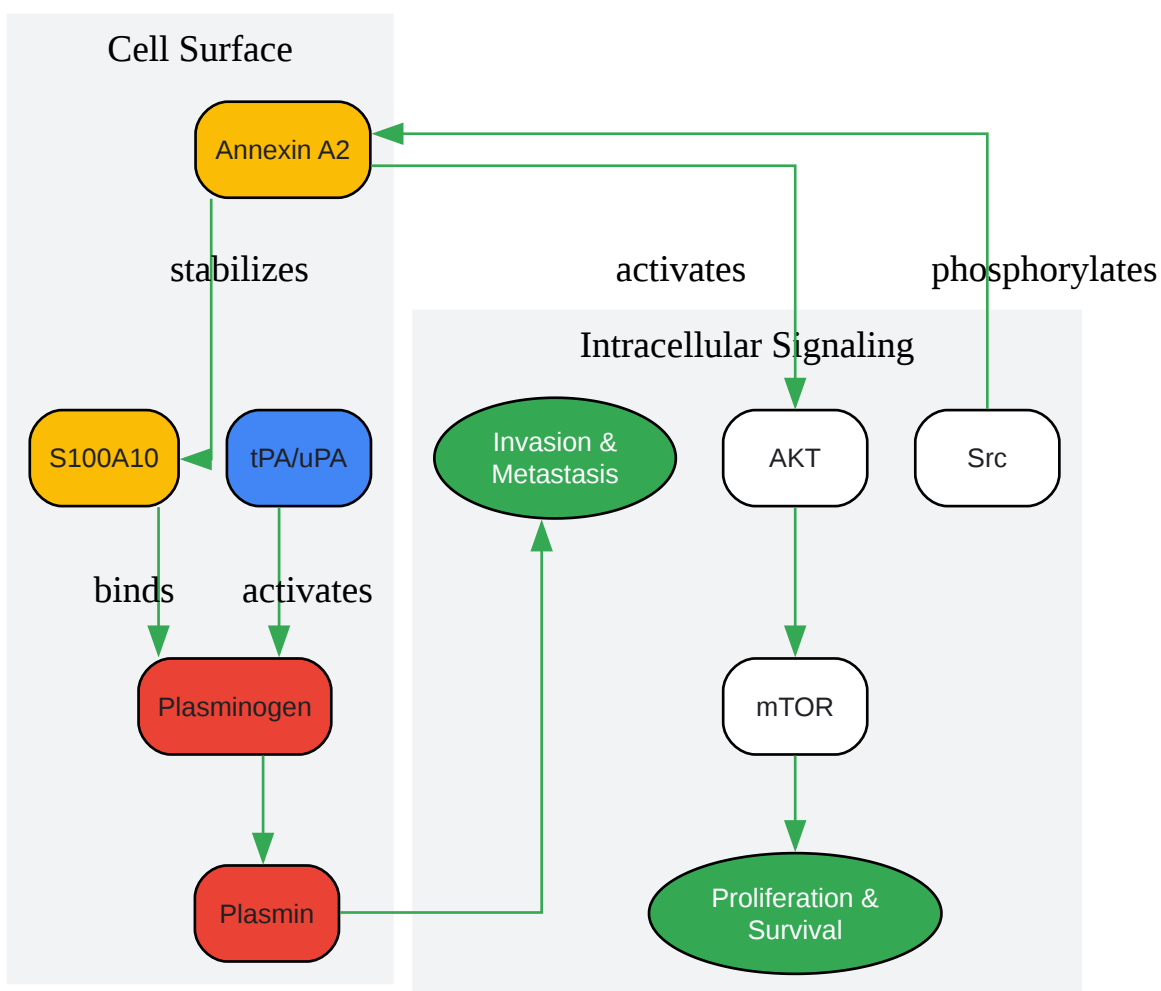 Cell Surface
Annexin A2
stabilizes
activates
phosphorylates
Intracellular Signaling
S100A10
tPA/uPA
Invasion &
Metastasis
AKT
Src
binds
activates
Plasminogen
mTOR
Plasmin
Proliferation &
Survival